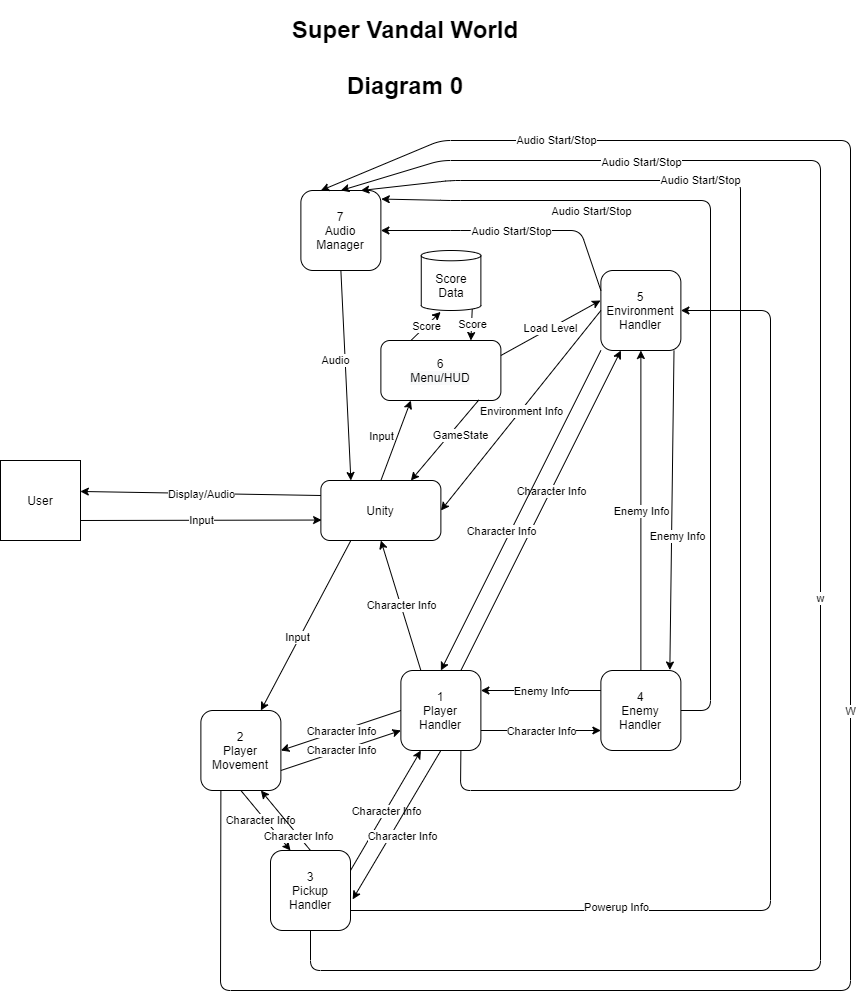 Super Vandal World
Diagram 0
Audio Start/Stop
Audio Start/Stop
Audio Start/Stop
Audio Start/Stop
Audio Start/Stop
7
Audio
Manager
Score
Data
5
Environment
Handler
Score
Score
Load Level
6
Menu/HUD
Audio
Environment Info
Input
GameState
User
Display/Audio
Input
Unity
Character Info
Character Info
Enemy Info
Enemy Info
Character Info
w
Input
1
Player
Handler
Enemy Info
Character Info
4
Enemy
Handler
W
2
Player
Movement
Character Info
Character Info
Character Info
Character Info
Character Info
Character Info
3
Pickup
Handler
Powerup Info